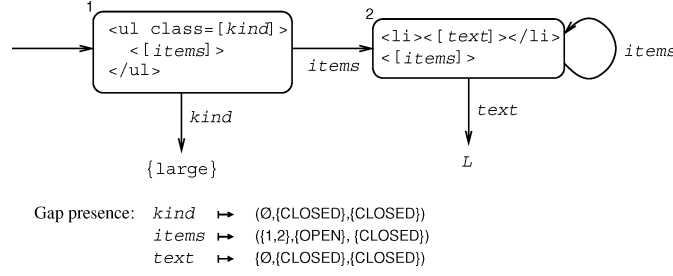 1
<ul class=[kind]>
<[items]>
</ul>
items
2
<li><[text]></li>
<[items]>
items
kind
text
{large}
L
Gap presence: kind ↦ (Ø,{CLOSED},{CLOSED})
items ↦ ({1,2},{OPEN}, {CLOSED})
text ↦ {Ø,{CLOSED},{CLOSED})